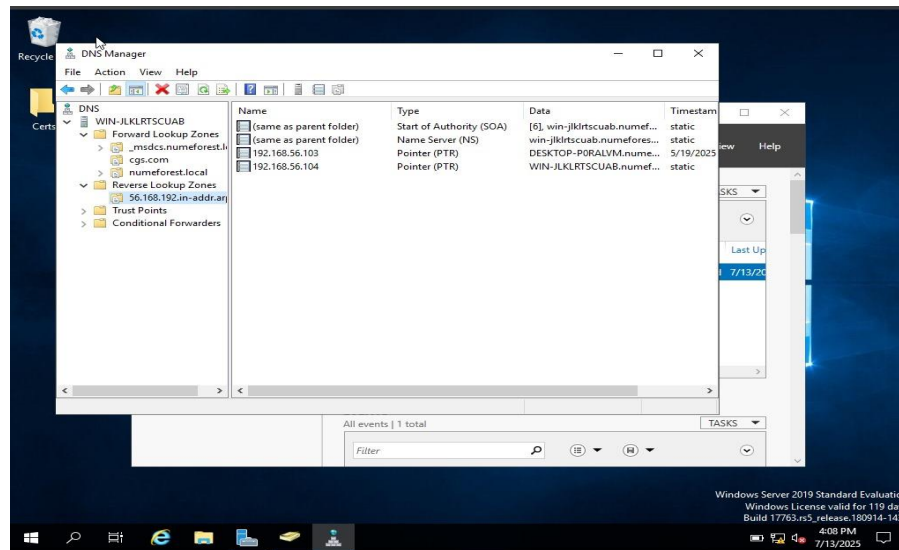 Recycle
Certs
DNS Manager
File Action View Help
DNS
WIN-JLKLRTSCUAB
Forward Lookup Zones
_msdcs.numeforest.l
cgs.com
numeforest.local
Reverse Lookup Zones
56.168.192.in-addr.ar
Trust Points
Conditional Forwarders
Name Type Data Timestam
(same as parent folder) Start of Authority (SOA) [6], win-jlklrtscuab.numef... static
(same as parent folder) Name Server (NS) win-jlklrtscuab.numefores... static
192.168.56.103 Pointer (PTR) DESKTOP-P0RALVM.nume... 5/19/2025
192.168.56.104 Pointer (PTR) WIN-JLKLRTSCUAB.numef... static
iew Help
SKS
Last Up
7/13/20
All events | 1 total
TASKS
Filter
Windows Server 2019 Standard Evaluatio
Windows License valid for 119 da
Build 17763.rs5_release.180914-14
4:08 PM
7/13/2025